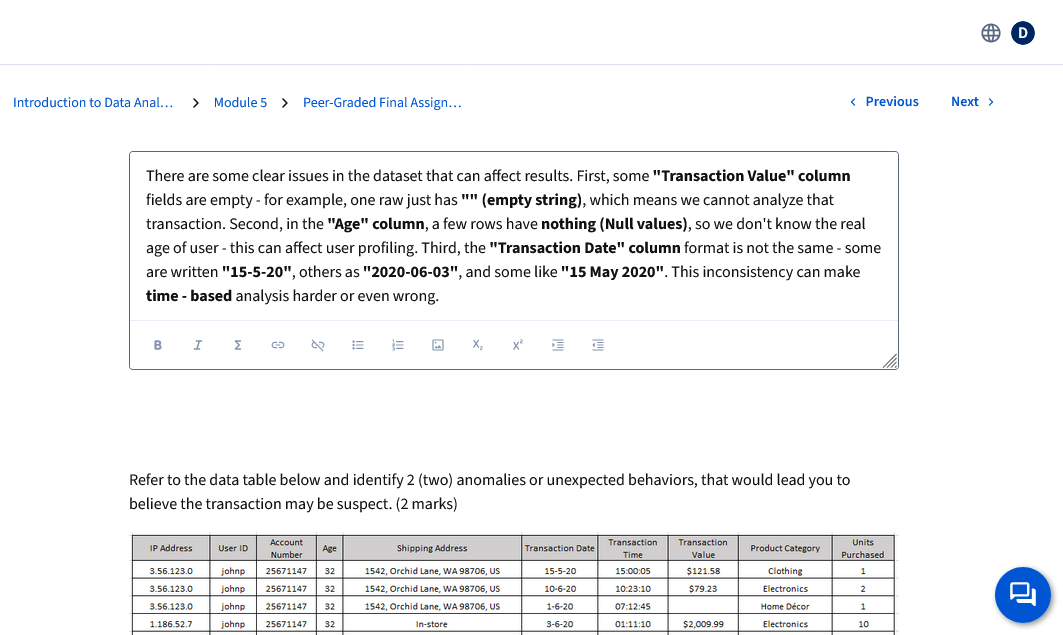 D
Introduction to Data Anal… > Module 5 > Peer-Graded Final Assign…
Previous Next
There are some clear issues in the dataset that can affect results. First, some "Transaction Value" column
fields are empty - for example, one raw just has "" (empty string), which means we cannot analyze that
transaction. Second, in the "Age" column, a few rows have nothing (Null values), so we don't know the real
age of user - this can affect user profiling. Third, the "Transaction Date" column format is not the same - some
are written "15-5-20", others as "2020-06-03", and some like "15 May 2020". This inconsistency can make
time - based analysis harder or even wrong.
B I Σ X₂ X²
Refer to the data table below and identify 2 (two) anomalies or unexpected behaviors, that would lead you to
believe the transaction may be suspect. (2 marks)
IP Address User ID Account Number Age Shipping Address Transaction Date Transaction Time Transaction Value Product Category Units Purchased
3.56.123.0 johnp 25671147 32 1542, Orchid Lane, WA 98706, US 15-5-20 15:00:05 $121.58 Clothing 1
3.56.123.0 johnp 25671147 32 1542, Orchid Lane, WA 98706, US 10-6-20 10:23:10 $79.23 Electronics 2
3.56.123.0 johnp 25671147 32 1542, Orchid Lane, WA 98706, US 1-6-20 07:12:45 Home Décor 1
1.186.52.7 johnp 25671147 32 In-store 3-6-20 01:11:10 $2,009.99 Electronics 10